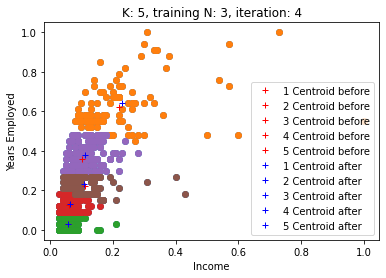 K: 5, training N: 3, iteration: 4
1.0
0.8
0.6
0.4
0.2
0.0
Years Employed
1 Centroid before
2 Centroid before
3 Centroid before
4 Centroid before
5 Centroid before
1 Centroid after
2 Centroid after
3 Centroid after
4 Centroid after
5 Centroid after
0.0 0.2 0.4 0.6 0.8 1.0
Income